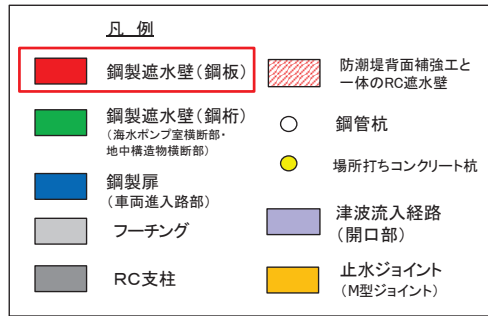 凡 例
鋼製遮水壁(鋼板)
鋼製遮水壁(鋼桁)
(海水ポンプ室横断部・
地中構造物横断部)
鋼製扉
(車両進入路部)
フーチング
RC支柱
防潮堤背面補強工と
一体のRC遮水壁
鋼管杭
場所打ちコンクリート杭
津波流入経路
(開口部)
止水ジョイント
(M型ジョイント)